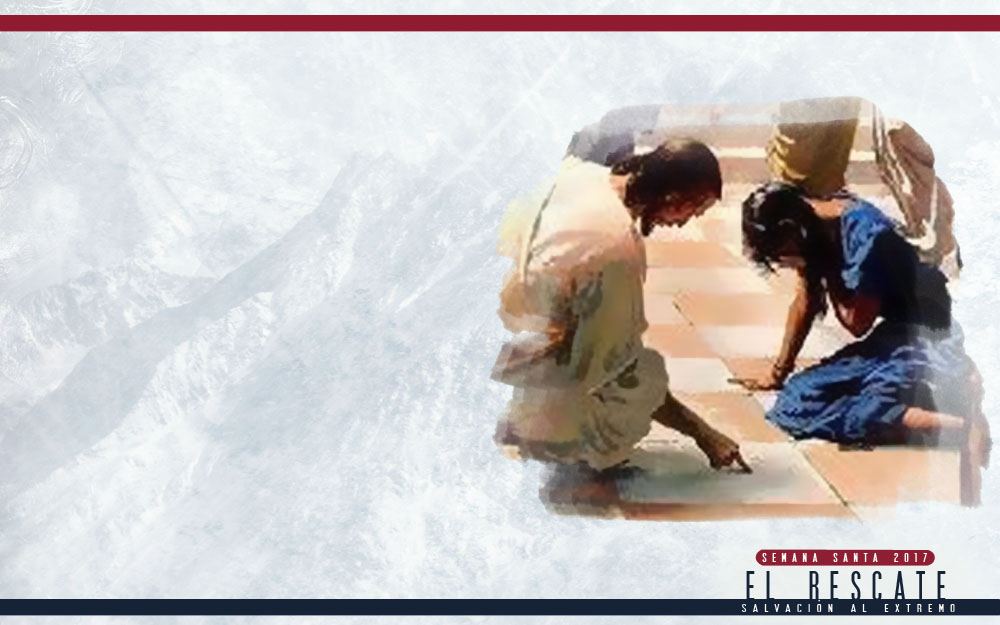 SEMANA SANTA 2017
EL RESCATE
SALVACIÓN AL EXTREMO